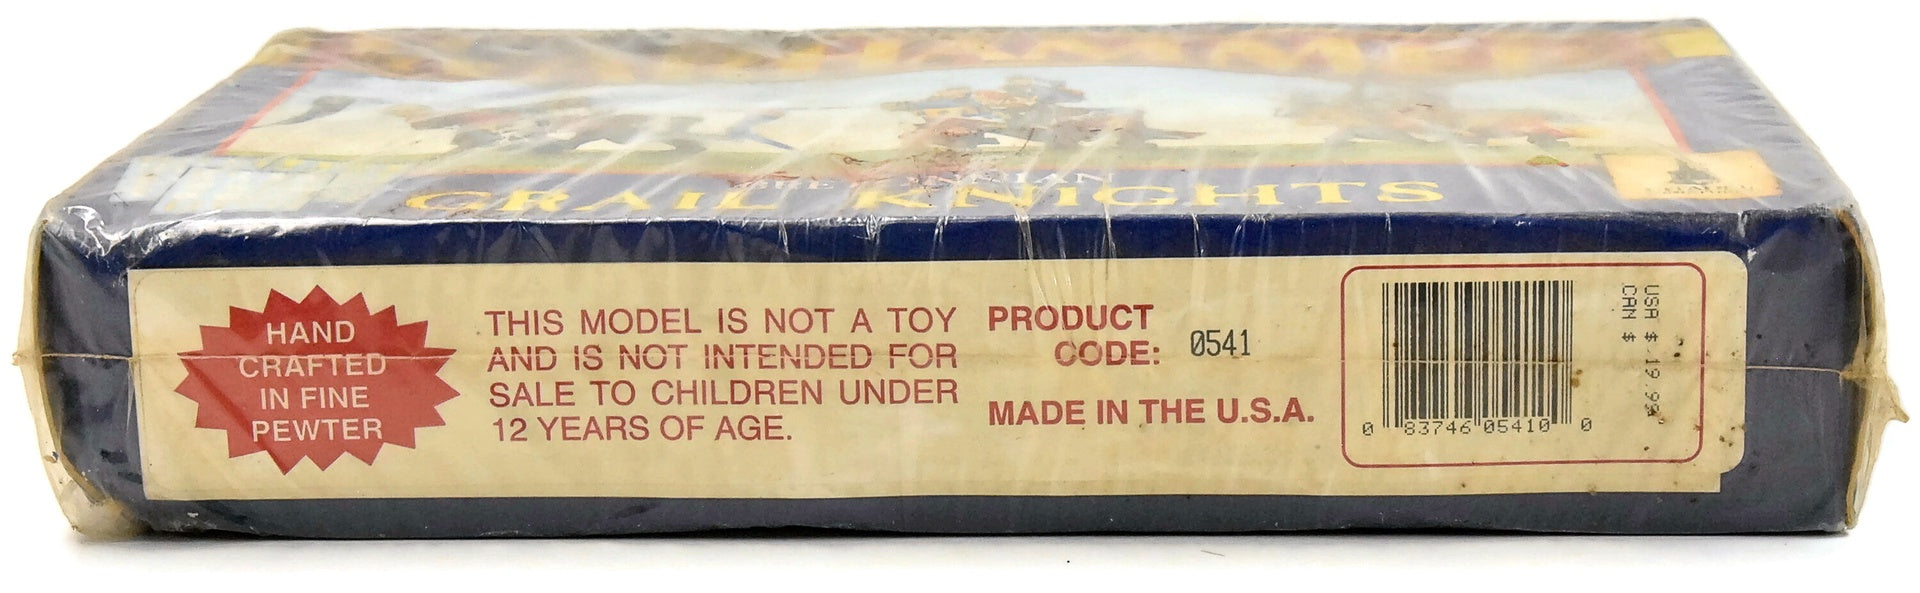 GRAIL KNIGHTS
HAND
CRAFTED
IN FINE
PEWTER
THIS MODEL IS NOT A TOY
AND IS NOT INTENDED FOR
SALE TO CHILDREN UNDER
12 YEARS OF AGE.
PRODUCT
CODE: 0541
MADE IN THE U.S.A.
0 83746 05410 0
USA $ 19.99
CAN $